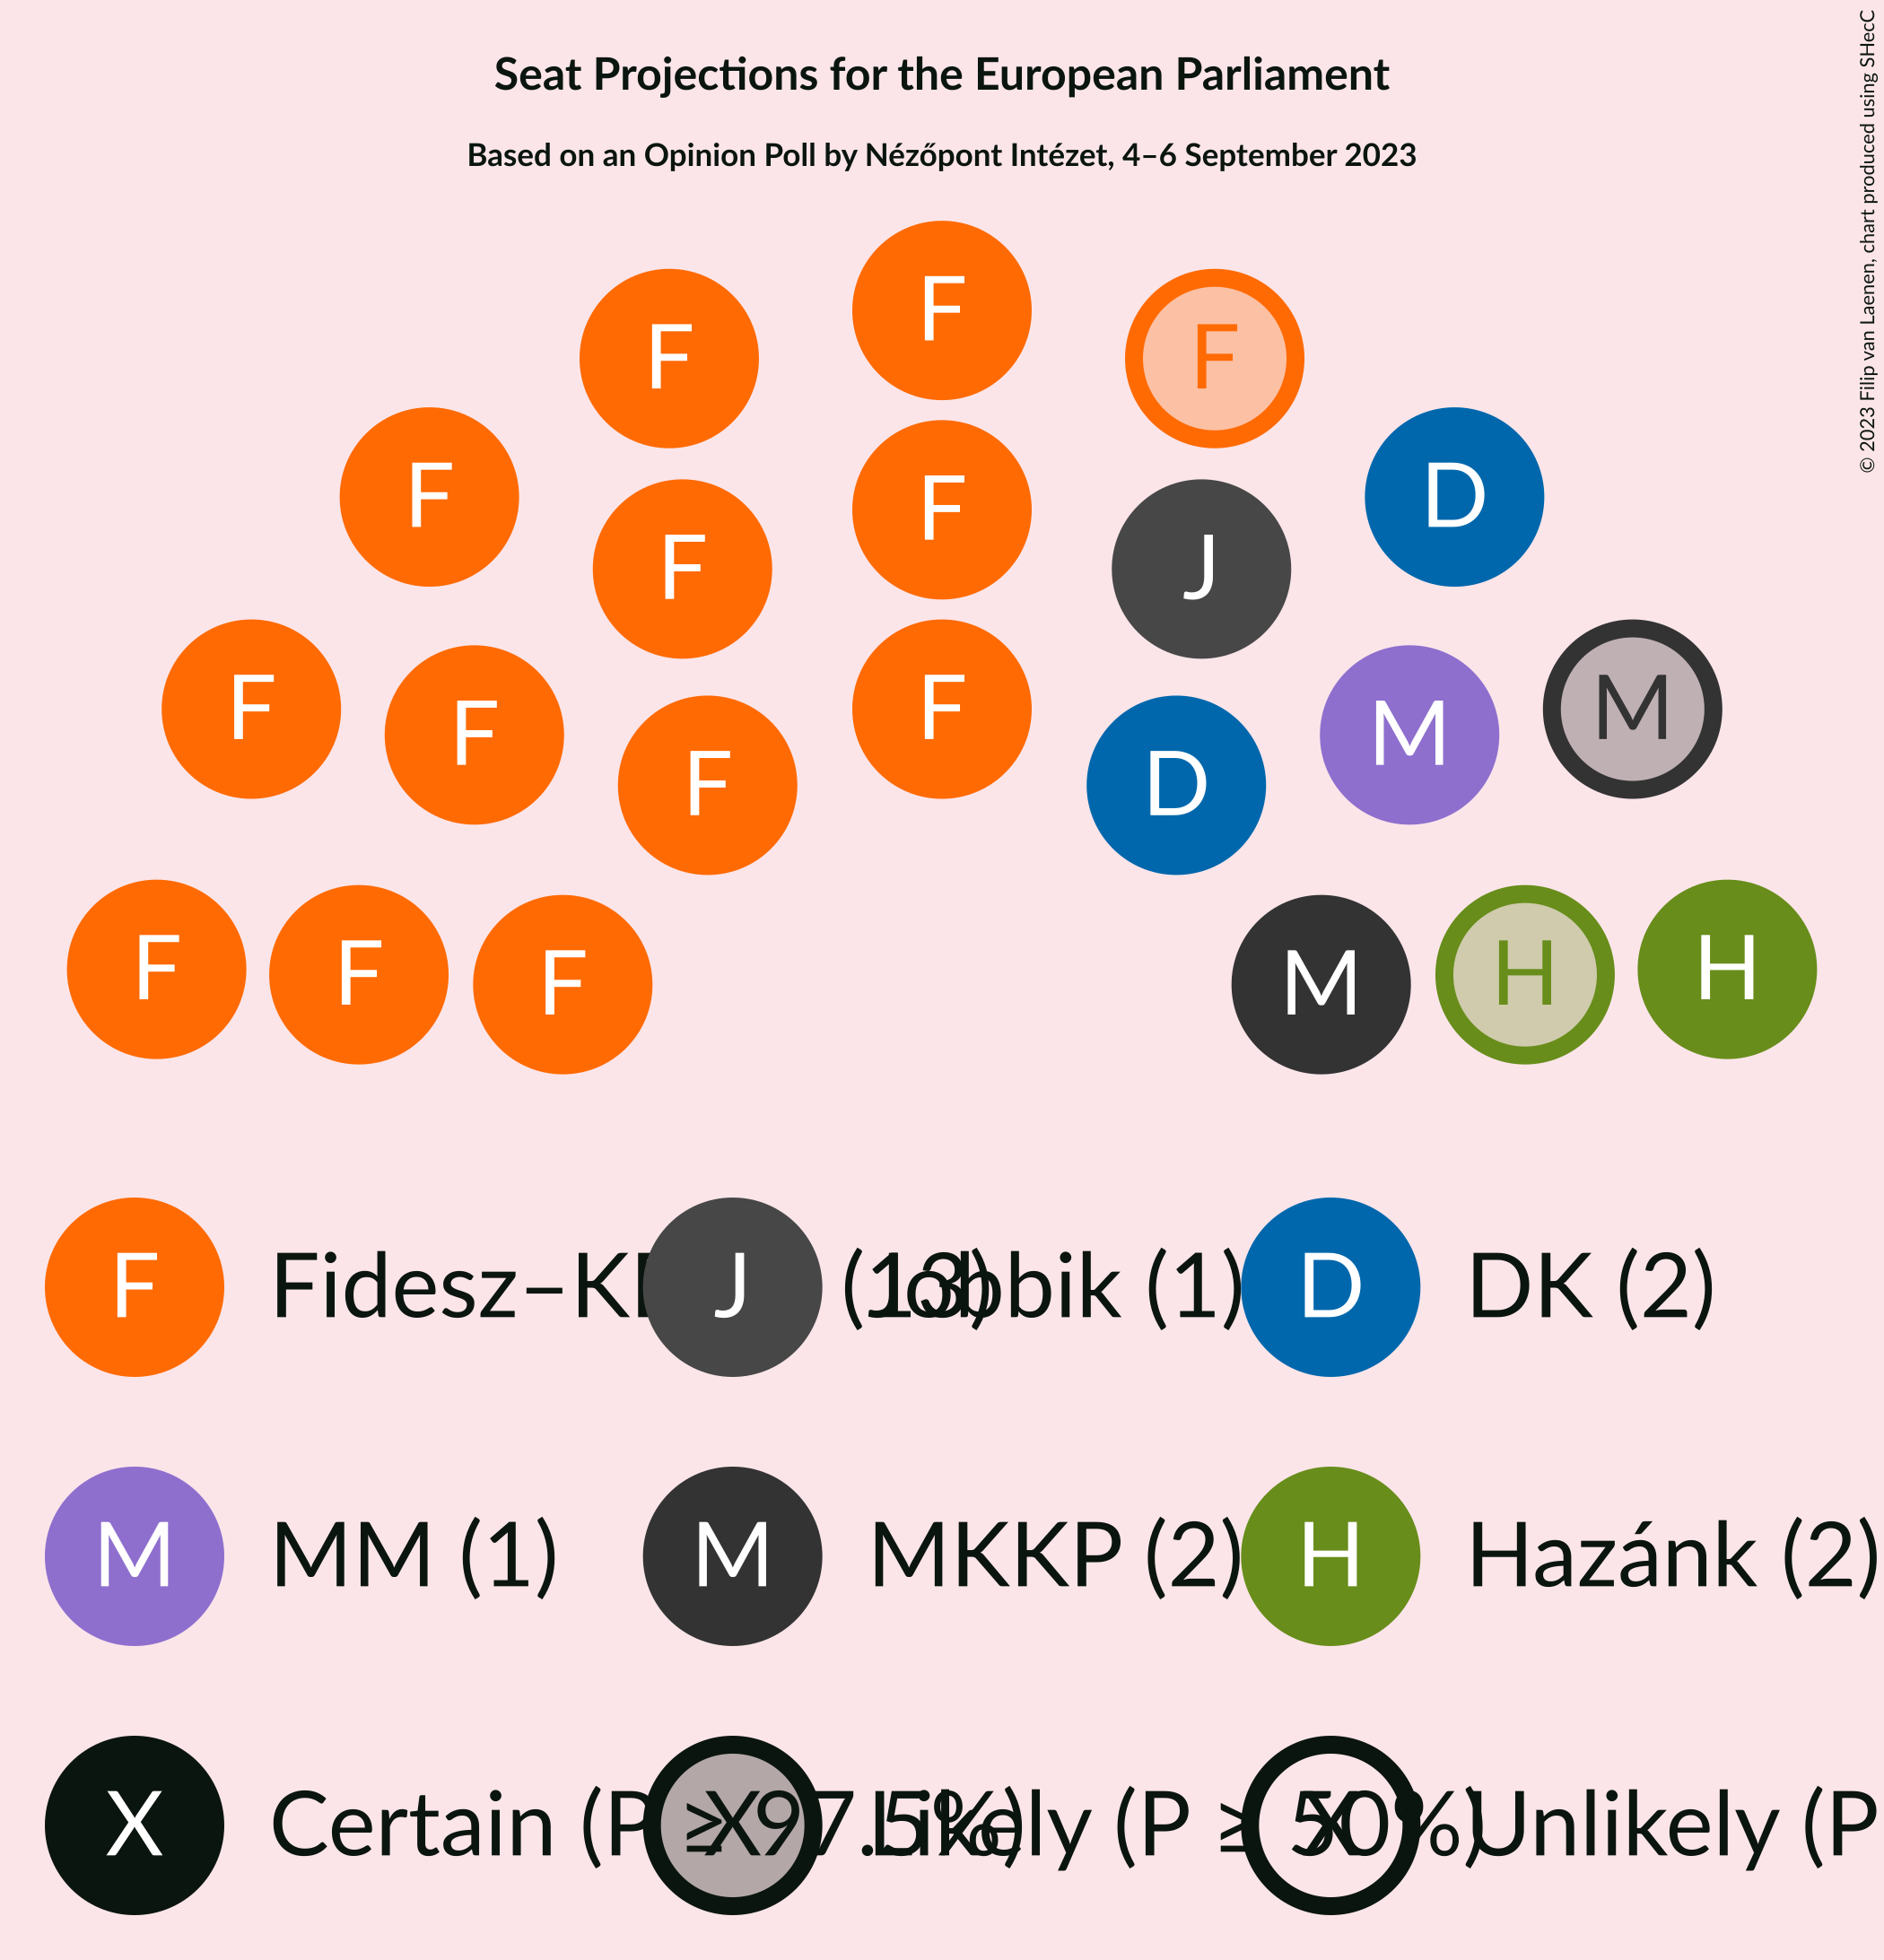 Seat Projections for the European Parliament
Based on an Opinion Poll by Nézőpont Intézet, 4–6 September 2023
© 2023 Filip van Laenen, chart produced using SHecC
F
F
F
F
D
F
F
J
F
M
F
F
M
F
D
F
F
F
F
M
H
H
F Fidesz–K (13)
J Jobbik (1)
D DK (2)
M MM (1)
M MKKP (2)
H Hazánk (2)
X Certain (P ≥ 97.5%)
X Likely (P ≥ 50%)
X Unlikely (P